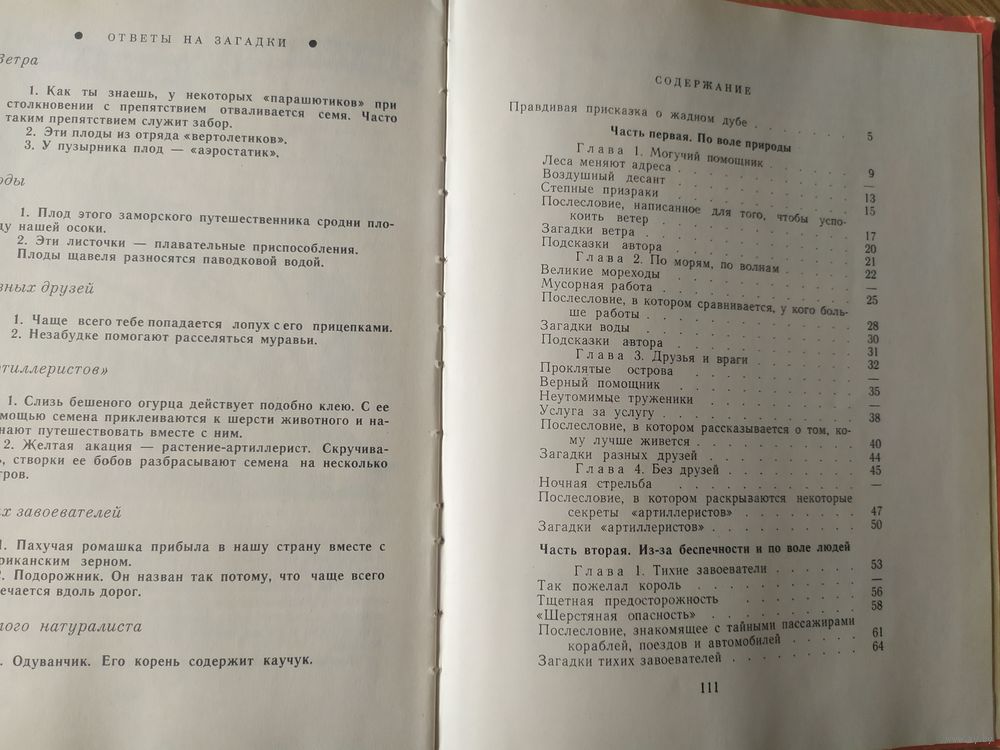 ● ОТВЕТЫ НА ЗАГАДКИ ●
Ветра
1. Как ты знаешь, у некоторых «парашютиков» при
столкновении с препятствием отваливается семя. Часто
таким препятствием служит забор.
2. Эти плоды из отряда «вертолетиков».
3. У пузырника плод — «аэростатик».
оды
1. Плод этого заморского путешественника сродни пло-
ду нашей осоки.
2. Эти листочки — плавательные приспособления.
Плоды щавеля разносятся паводковой водой.
зных друзей
1. Чаще всего тебе попадается лопух с его прицепками.
2. Незабудке помогают расселяться муравьи.
тиллеристов»
1. Слизь бешеного огурца действует подобно клею. С ее
мощью семена приклеиваются к шерсти животного и на-
нают путешествовать вместе с ним.
2. Желтая акация — растение-артиллерист. Скручива-
ь, створки ее бобов разбрасывают семена на несколько
тров.
х завоевателей
1. Пахучая ромашка прибыла в нашу страну вместе с
риканским зерном.
2. Подорожник. Он назван так потому, что чаще всего
ечается вдоль дорог.
ного натуралиста
. Одуванчик. Его корень содержит каучук.
СОДЕРЖАНИЕ
Правдивая присказка о жадном дубе . . . . . . 5
Часть первая. По воле природы
Глава 1. Могучий помощник . . . . . 9
Леса меняют адреса . . . . . . . . . —
Воздушный десант . . . . . . . . . 13
Степные призраки . . . . . . . . . 15
Послесловие, написанное для того, чтобы успо-
коить ветер . . . . . . . . . 17
Загадки ветра . . . . . . . . . . 20
Подсказки автора . . . . . . . . . 21
Глава 2. По морям, по волнам . . . . 22
Великие мореходы . . . . . . . . . —
Мусорная работа . . . . . . . . . 25
Послесловие, в котором сравнивается, у кого боль-
ше работы . . . . . . . . . . 28
Загадки воды . . . . . . . . . . 30
Подсказки автора . . . . . . . . . 31
Глава 3. Друзья и враги . . . . . 32
Проклятые острова . . . . . . . . . —
Верный помощник . . . . . . . . . 35
Неутомимые труженики . . . . . . . . —
Услуга за услугу . . . . . . . . . 38
Послесловие, в котором рассказывается о том, ко-
му лучше живется . . . . . . . . 40
Загадки разных друзей . . . . . . . . 44
Глава 4. Без друзей . . . . . . . 45
Ночная стрельба . . . . . . . . . —
Послесловие, в котором раскрываются некоторые
секреты «артиллеристов» . . . . . . 47
Загадки «артиллеристов» . . . . . . . 50
Часть вторая. Из-за беспечности и по воле людей
Глава 1. Тихие завоеватели . . . . . 53
Так пожелал король . . . . . . . . —
Тщетная предосторожность . . . . . . 56
«Шерстяная опасность» . . . . . . . 58
Послесловие, знакомящее с тайными пассажирами
кораблей, поездов и автомобилей . . . . 61
Загадки тихих завоевателей . . . . . . 64
111